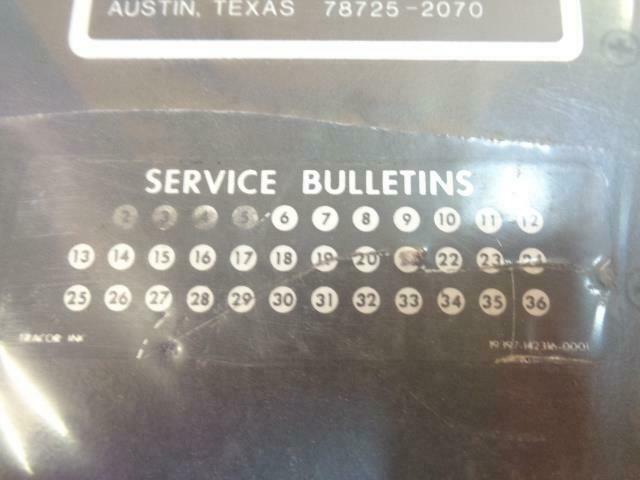 AUSTIN, TEXAS 78725-2070
SERVICE BULLETINS
2 3 4 5 6 7 8 9 10 11 12
13 14 15 16 17 18 19 20 22 23 24
25 26 27 28 29 30 31 32 33 34 35 36
TRACOR INC